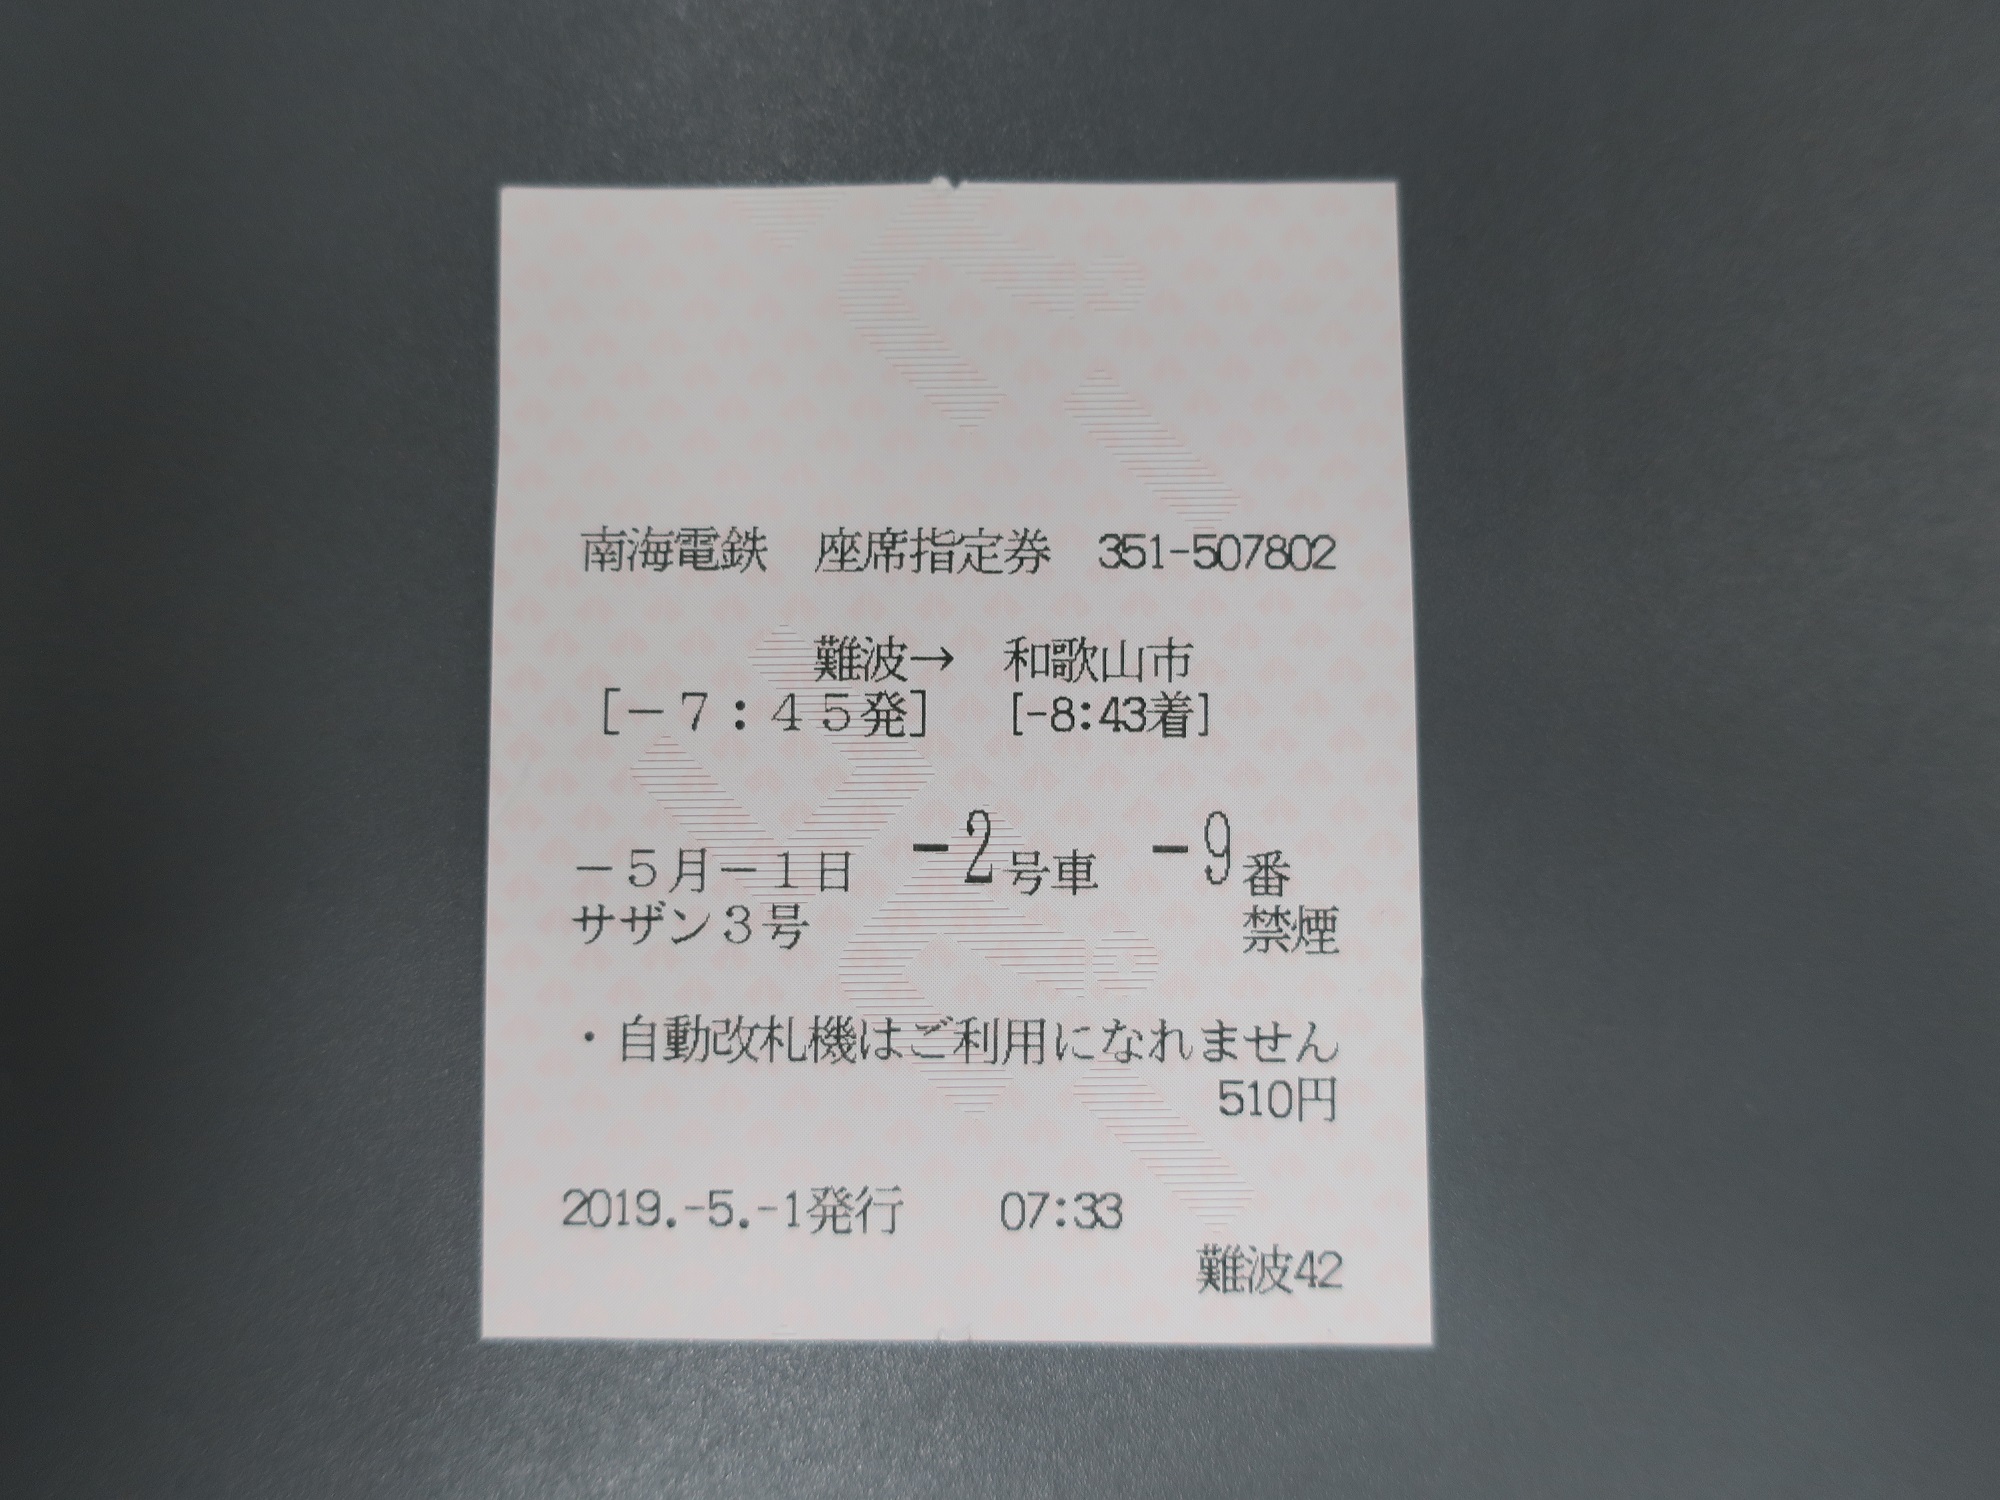 南海電鉄　座席指定券　351-507802
難波→　和歌山市
[－７：４５発]　[-8:43着]
－５月－１日　-2号車　-9番
サザン３号　禁煙
・自動改札機はご利用になれません
510円
2019.-5.-1発行　07:33
難波42